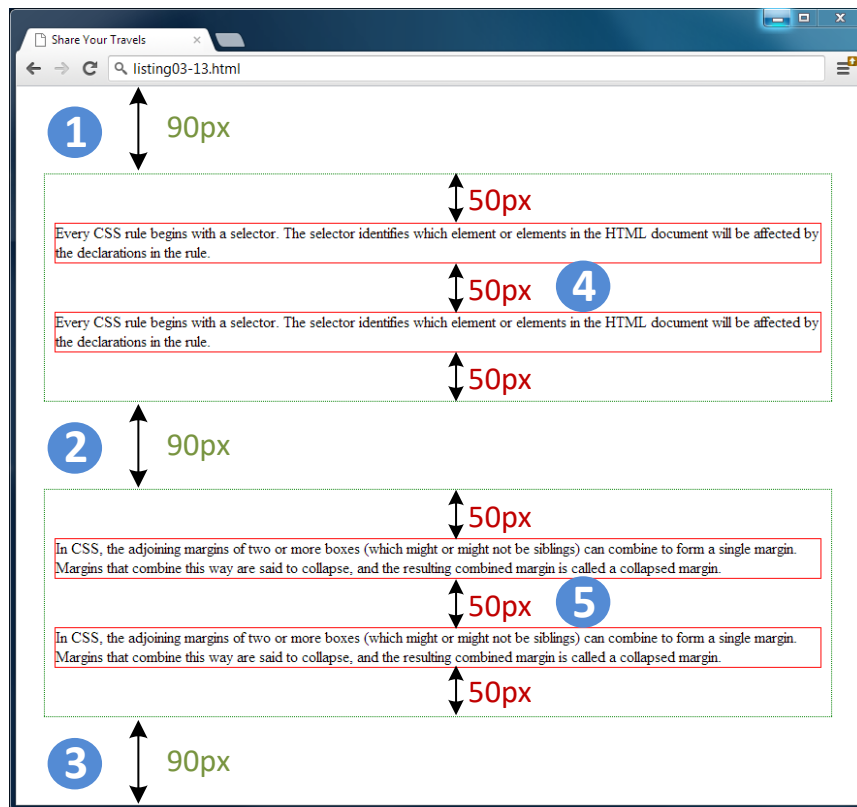 Share Your Travels
listing03-13.html
1
90px
50px
Every CSS rule begins with a selector. The selector identifies which element or elements in the HTML document will be affected by
the declarations in the rule.
50px
4
Every CSS rule begins with a selector. The selector identifies which element or elements in the HTML document will be affected by
the declarations in the rule.
50px
2
90px
50px
In CSS, the adjoining margins of two or more boxes (which might or might not be siblings) can combine to form a single margin.
Margins that combine this way are said to collapse, and the resulting combined margin is called a collapsed margin.
50px
5
In CSS, the adjoining margins of two or more boxes (which might or might not be siblings) can combine to form a single margin.
Margins that combine this way are said to collapse, and the resulting combined margin is called a collapsed margin.
50px
3
90px